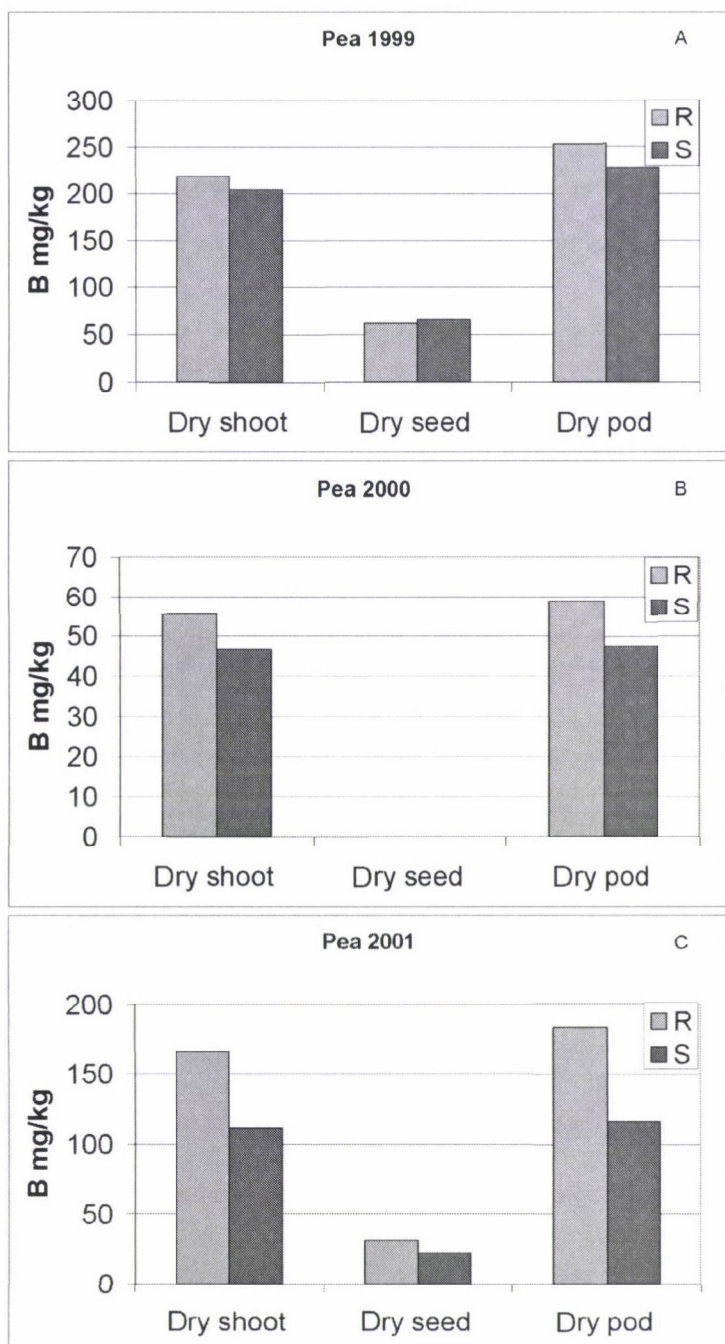 Pea 1999
A
300
250
200
150
100
50
0
B mg/kg
R
S
Dry shoot
Dry seed
Dry pod
Pea 2000
B
70
60
50
40
30
20
10
0
B mg/kg
R
S
Dry shoot
Dry seed
Dry pod
Pea 2001
C
200
150
100
50
0
B mg/kg
R
S
Dry shoot
Dry seed
Dry pod